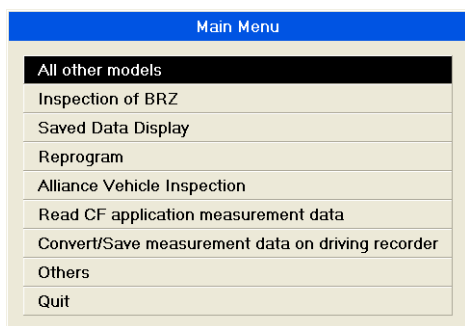 Main Menu
All other models
Inspection of BRZ
Saved Data Display
Reprogram
Alliance Vehicle Inspection
Read CF application measurement data
Convert/Save measurement data on driving recorder
Others
Quit